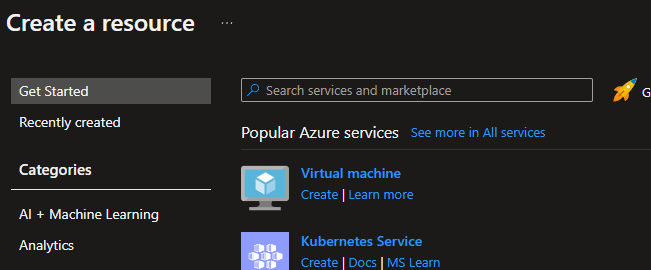 Create a resource ...
Get Started
Recently created
Categories
AI + Machine Learning
Analytics
Search services and marketplace
G
Popular Azure services See more in All services
Virtual machine
Create | Learn more
Kubernetes Service
Create | Docs | MS Learn